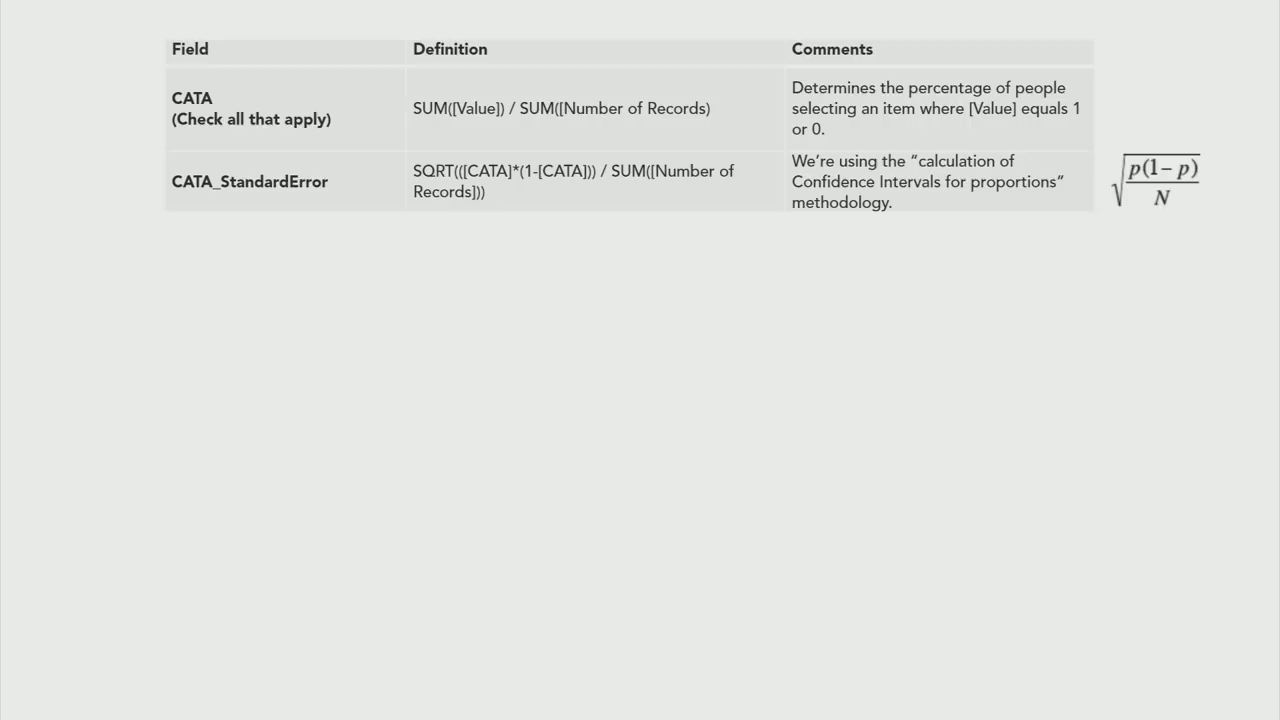 Field Definition Comments
CATA
(Check all that apply)
SUM([Value]) / SUM([Number of Records)
Determines the percentage of people
selecting an item where [Value] equals 1
or 0.
CATA_StandardError
SQRT(([CATA]*(1-[CATA])) / SUM([Number of
Records]))
We’re using the “calculation of
Confidence Intervals for proportions”
methodology.
√ p(1− p)
N